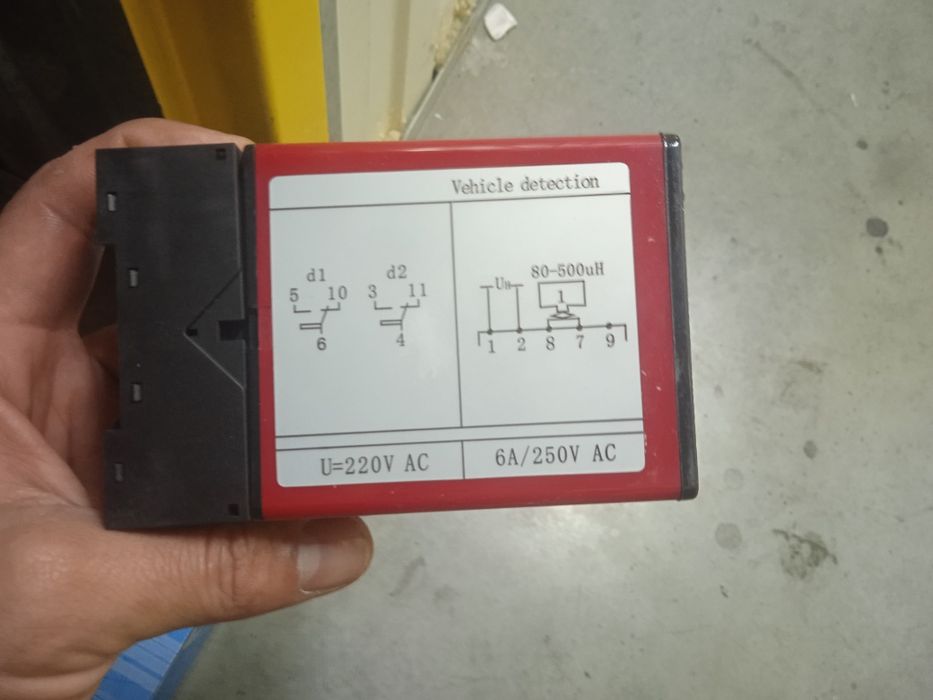 Vehicle detection
d1
d2
5 10
3 11
6
4
80-500uH
UH
1
1 2 8 7 9
U=220V AC
6A/250V AC